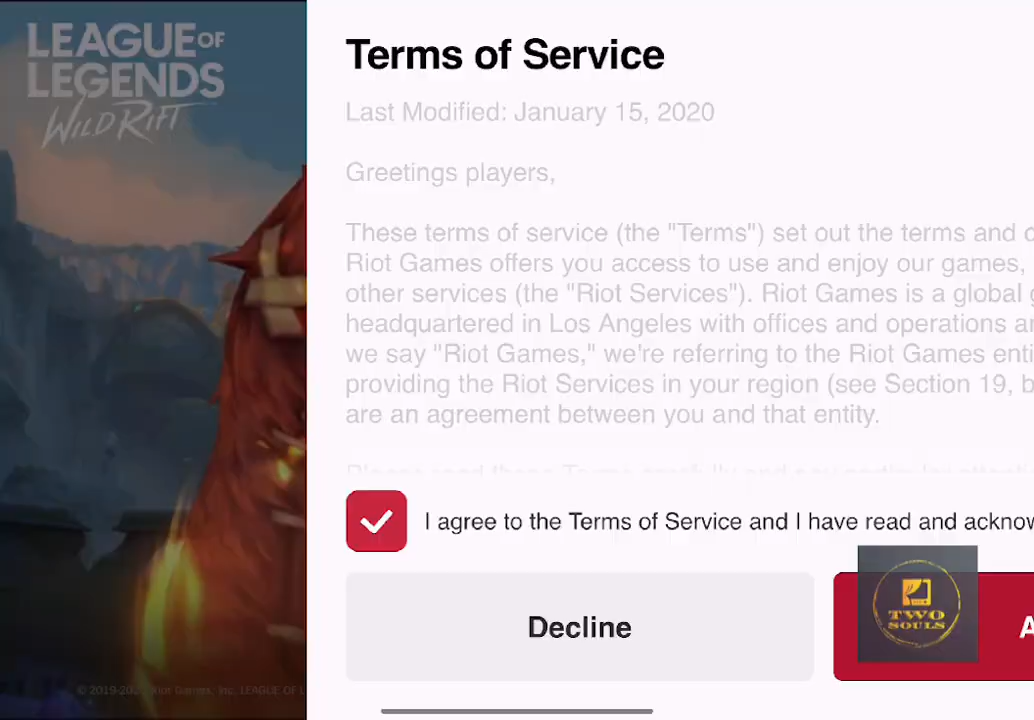 LEAGUE OF
LEGENDS
WILD RIFT
Terms of Service
Last Modified: January 15, 2020
Greetings players,
These terms of service (the "Terms") set out the terms and
Riot Games offers you access to use and enjoy our games,
other services (the "Riot Services"). Riot Games is a global
headquartered in Los Angeles with offices and operations
we say "Riot Games," we're referring to the Riot Games
providing the Riot Services in your region (see Section 19,
are an agreement between you and that entity.
I agree to the Terms of Service and I have read and
TWO
SOULS
Decline
Riot Games, Inc. LEAGUE OF